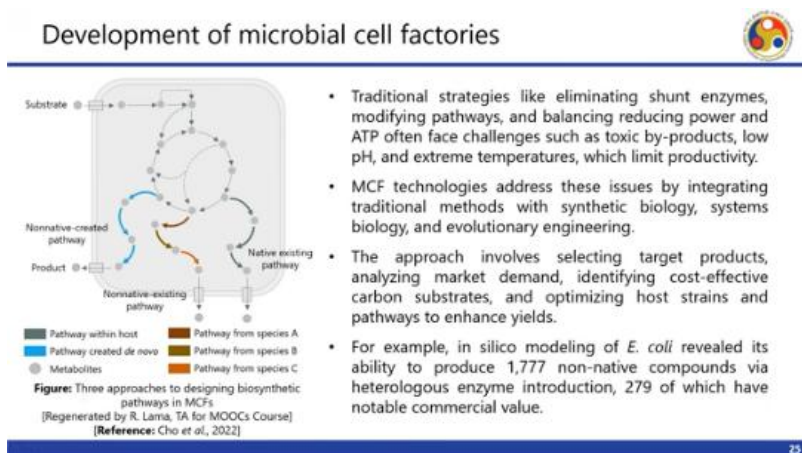 Development of microbial cell factories
Substrate
Nonnative-created
pathway
Product
Native existing
pathway
Nonnative-existing
pathway
Pathway within host
Pathway from species A
Pathway created de novo
Pathway from species B
Metabolites
Pathway from species C
Figure: Three approaches to designing biosynthetic
pathways in MCFs
[Regenerated by R. Lama, TA for MOOCs Course]
[Reference: Cho et al., 2022]
• Traditional strategies like eliminating shunt enzymes,
modifying pathways, and balancing reducing power and
ATP often face challenges such as toxic by-products, low
pH, and extreme temperatures, which limit productivity.
• MCF technologies address these issues by integrating
traditional methods with synthetic biology, systems
biology, and evolutionary engineering.
• The approach involves selecting target products,
analyzing market demand, identifying cost-effective
carbon substrates, and optimizing host strains and
pathways to enhance yields.
• For example, in silico modeling of E. coli revealed its
ability to produce 1,777 non-native compounds via
heterologous enzyme introduction, 279 of which have
notable commercial value.
25